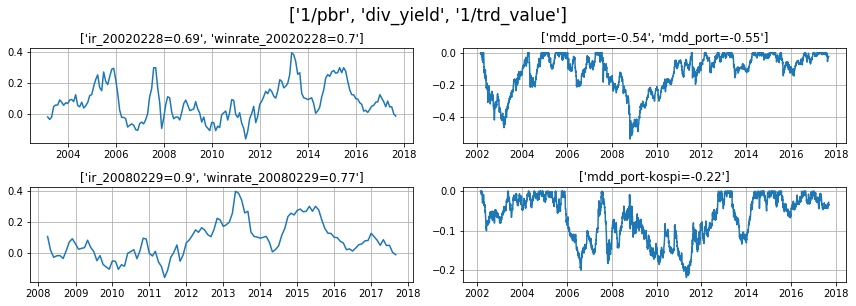 ['1/pbr', 'div_yield', '1/trd_value']
['ir_20020228=0.69', 'winrate_20020228=0.7']
0.4
0.2
0.0
2004 2006 2008 2010 2012 2014 2016 2018
['mdd_port=-0.54', 'mdd_port=-0.55']
0.0
−0.2
−0.4
2002 2004 2006 2008 2010 2012 2014 2016 2018
['ir_20080229=0.9', 'winrate_20080229=0.77']
0.4
0.2
0.0
2008 2009 2010 2011 2012 2013 2014 2015 2016 2017 2018
['mdd_port-kospi=-0.22']
0.0
−0.1
−0.2
2002 2004 2006 2008 2010 2012 2014 2016 2018